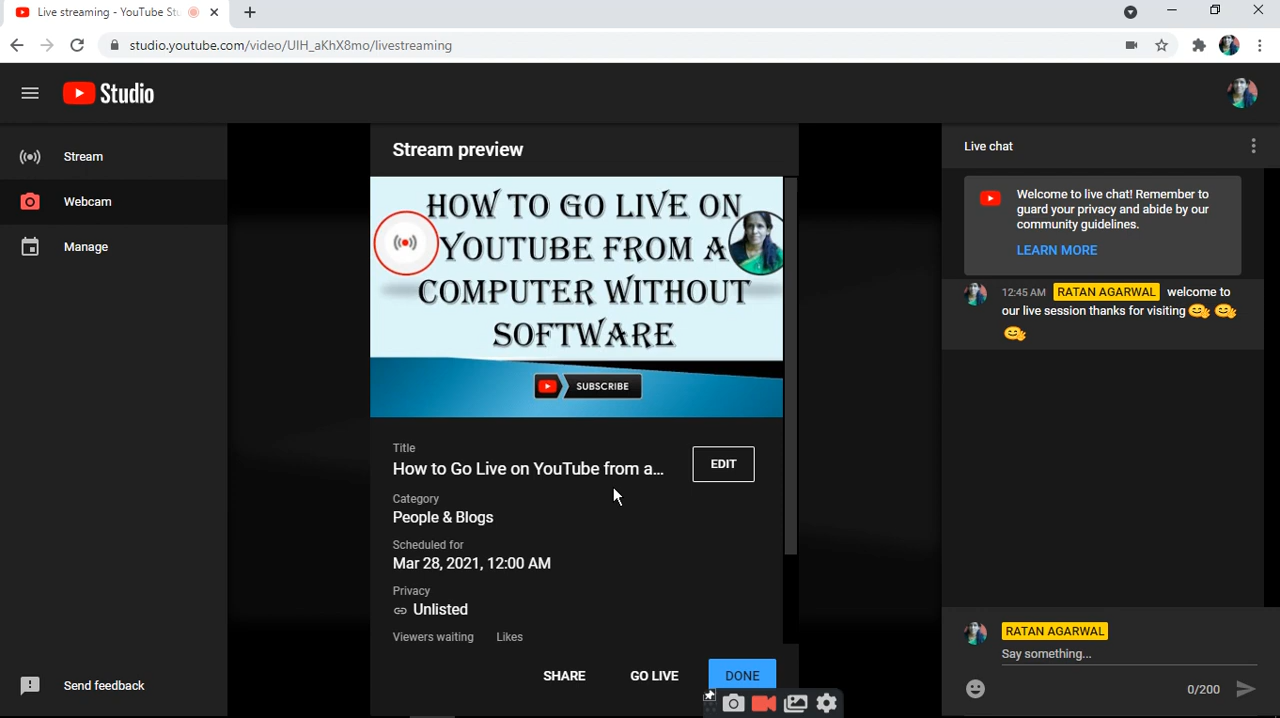 Live streaming - YouTube Stu
studio.youtube.com/video/UIH_aKhX8mo/livestreaming
Studio
Stream
Webcam
Manage
Send feedback
Stream preview
HOW TO GO LIVE ON
YOUTUBE FROM A
COMPUTER WITHOUT
SOFTWARE
SUBSCRIBE
Title
How to Go Live on YouTube from a...
EDIT
Category
People & Blogs
Scheduled for
Mar 28, 2021, 12:00 AM
Privacy
Unlisted
Viewers waiting Likes
SHARE GO LIVE DONE
Live chat
Welcome to live chat! Remember to
guard your privacy and abide by our
community guidelines.
LEARN MORE
12:45 AM RATAN AGARWAL welcome to
our live session thanks for visiting
RATAN AGARWAL
Say something...
0/200